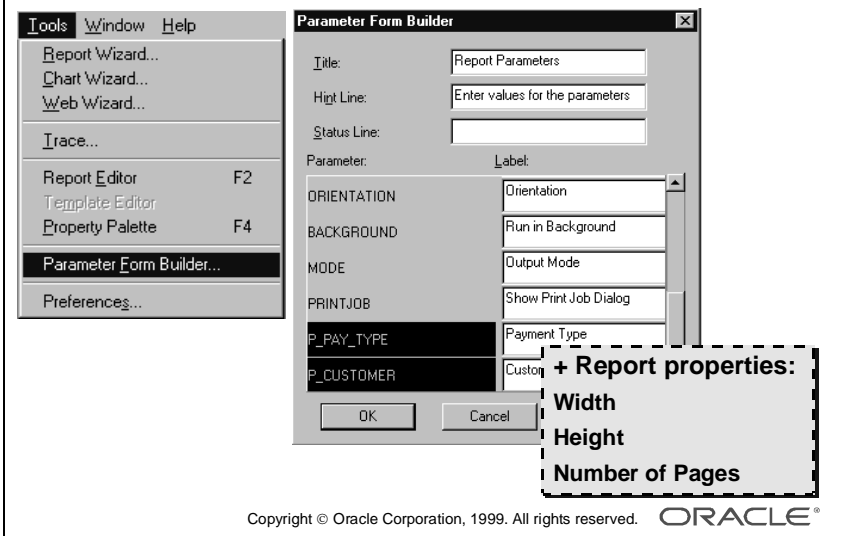 Tools Window Help
Report Wizard...
Chart Wizard...
Web Wizard...
Trace...
Report Editor F2
Template Editor
Property Palette F4
Parameter Form Builder...
Preferences...
Parameter Form Builder
Title: Report Parameters
Hint Line: Enter values for the parameters
Status Line:
Parameter: Label:
ORIENTATION Orientation
BACKGROUND Run in Background
MODE Output Mode
PRINTJOB Show Print Job Dialog
P_PAY_TYPE Payment Type
P_CUSTOMER
OK Cancel
+ Report properties:
Width
Height
Number of Pages
Copyright © Oracle Corporation, 1999. All rights reserved. ORACLE®